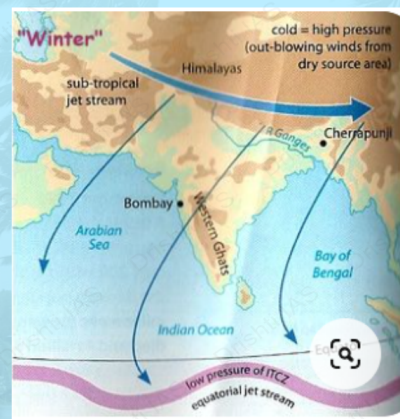 "Winter"
cold = high pressure
(out-blowing winds from
dry source area)
Himalayas
sub-tropical
jet stream
R Ganges
Cherrapunji
Bombay
Western Ghats
Arabian
Sea
Bay of
Bengal
Indian Ocean
low pressure of ITCZ
equatorial jet stream